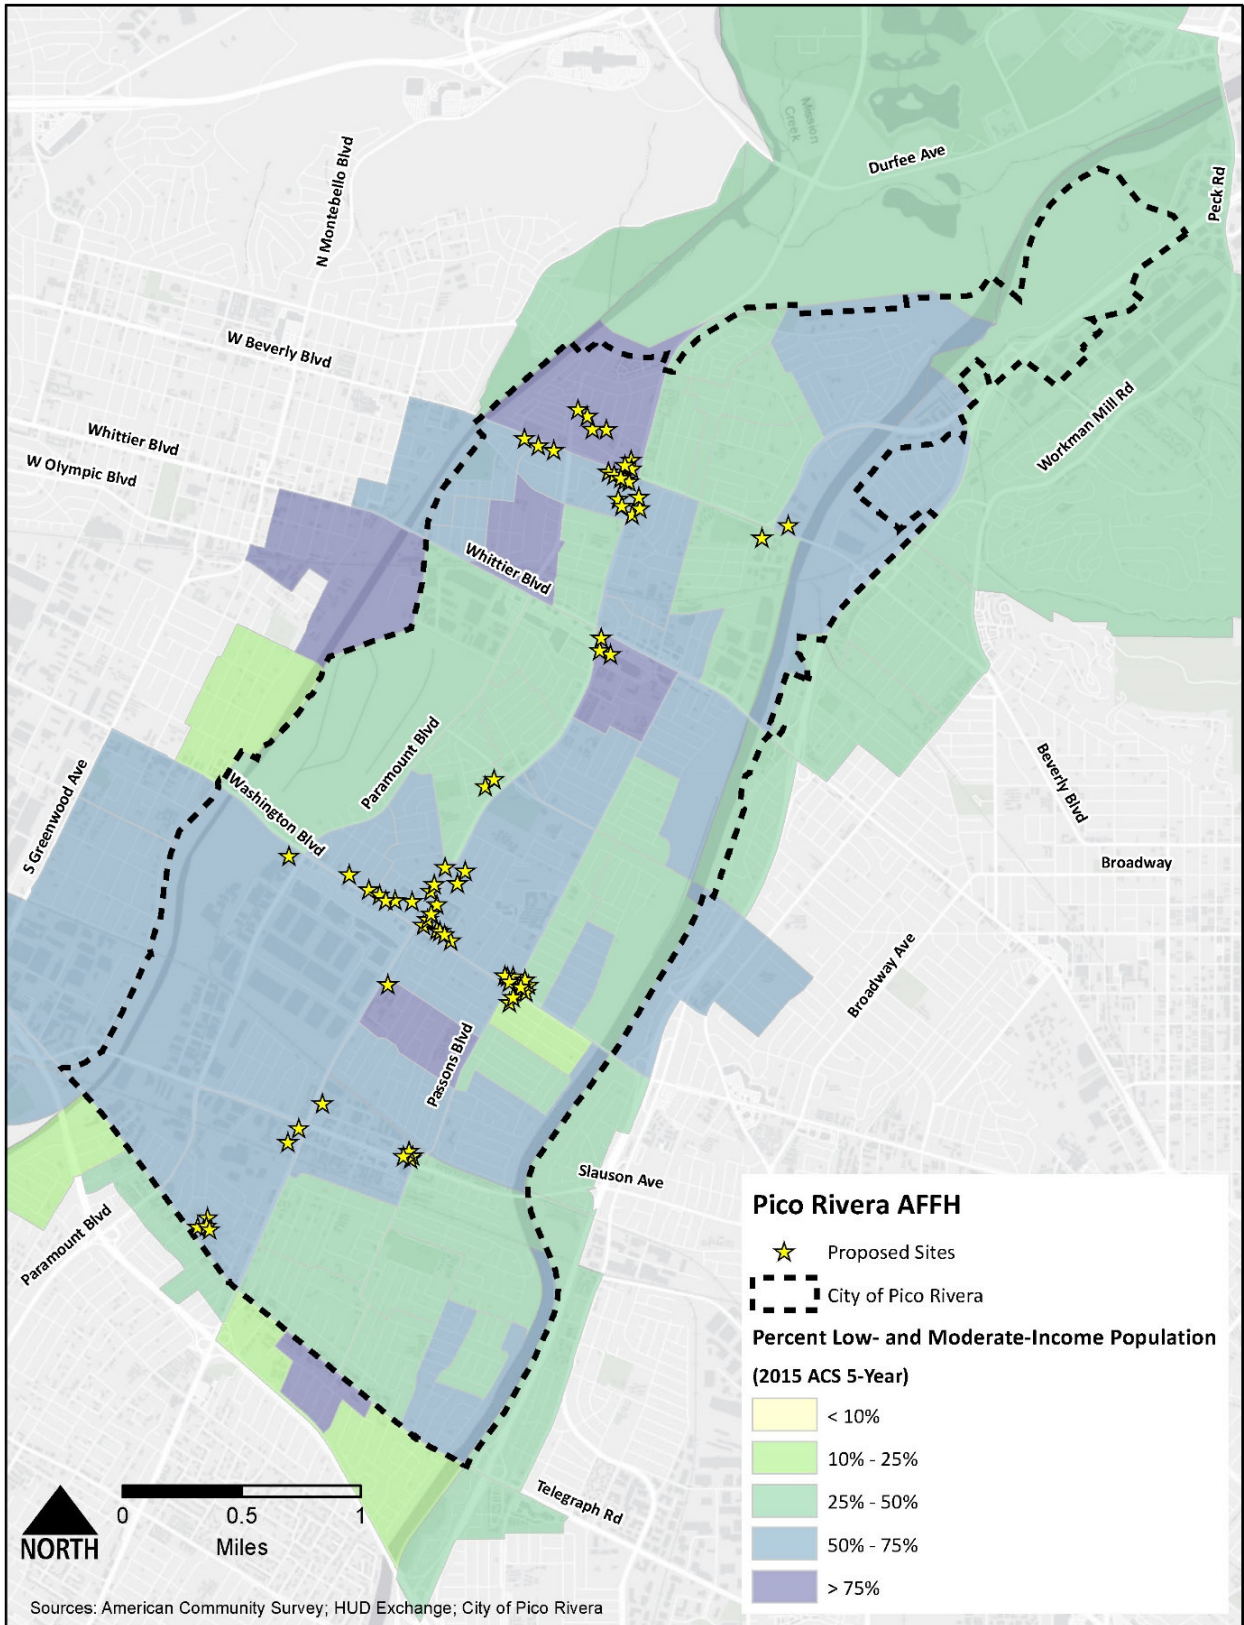 Mission
Creek
Durfee Ave
Peck Rd
N Montebello Blvd
W Beverly Blvd
Whittier Blvd
W Olympic Blvd
Workman Mill Rd
Whittier Blvd
Paramount Blvd
Washington Blvd
S Greenwood Ave
Beverly Blvd
Broadway
Broadway Ave
Passons Blvd
Slauson Ave
Paramount Blvd
Telegraph Rd
Pico Rivera AFFH
Proposed Sites
City of Pico Rivera
Percent Low- and Moderate-Income Population
(2015 ACS 5-Year)
< 10%
10% - 25%
25% - 50%
50% - 75%
> 75%
NORTH
0 0.5 1
Miles
Sources: American Community Survey; HUD Exchange; City of Pico Rivera